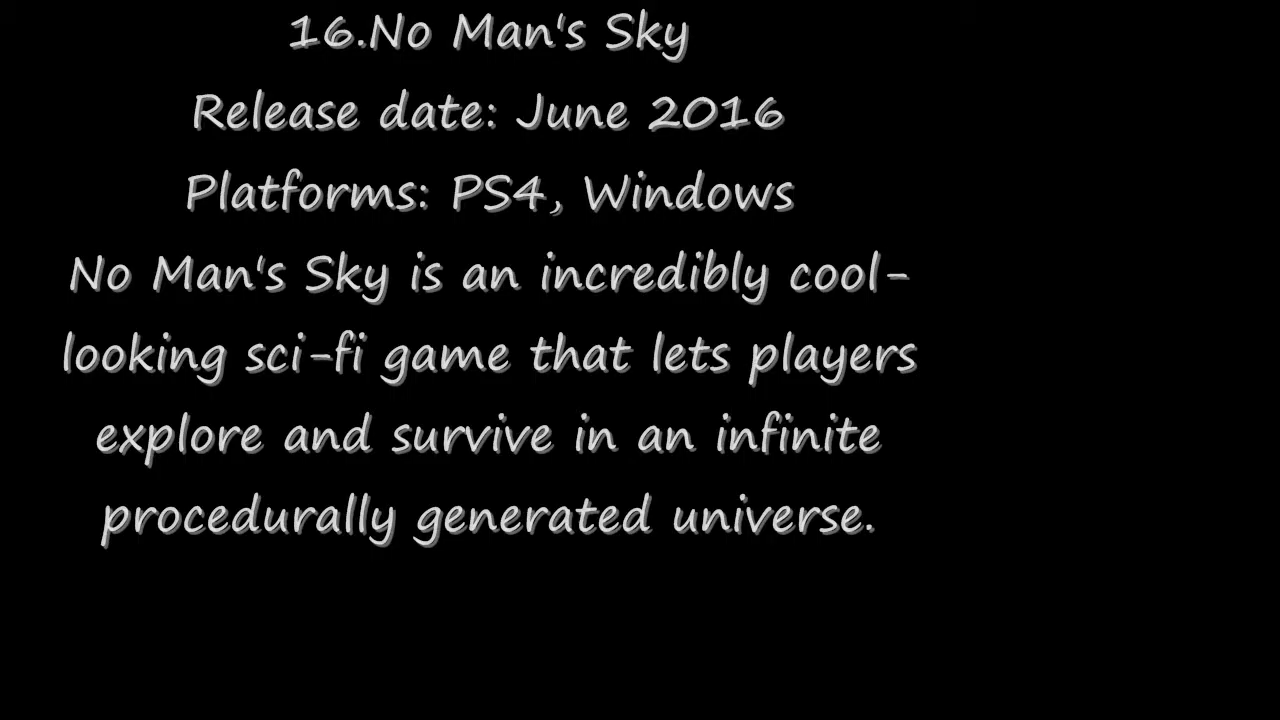 16.No Man's Sky
Release date: June 2016
Platforms: PS4, Windows
No Man's Sky is an incredibly cool-
looking sci-fi game that lets players
explore and survive in an infinite
procedurally generated universe.